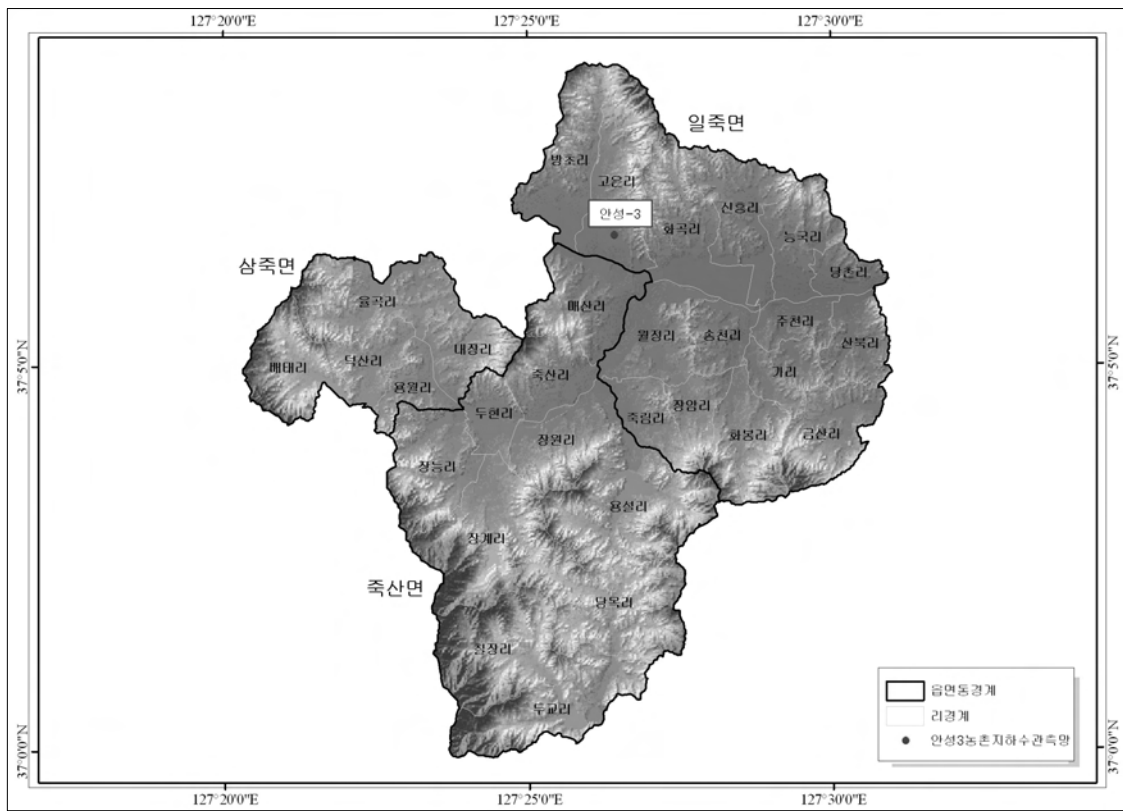 127°20'0"E 127°25'0"E 127°30'0"E
일죽면
방초리
고은리
산흥리
안성-3
화곡리
능국리
당촌리
삼죽면
율곡리
매산리
주천리
월장리
송천리
산북리
대장리
덕산리
배태리
죽산리
가리
용월리
37°5'0"N
37°5'0"N
두현리
장암리
죽림리
장원리
화봉리
금산리
장능리
용설리
장계리
죽산면
당목리
칠장리
두교리
읍면동경계
리경계
안성3농촌지하수관측망
37°0'0"N
37°0'0"N
127°20'0"E 127°25'0"E 127°30'0"E